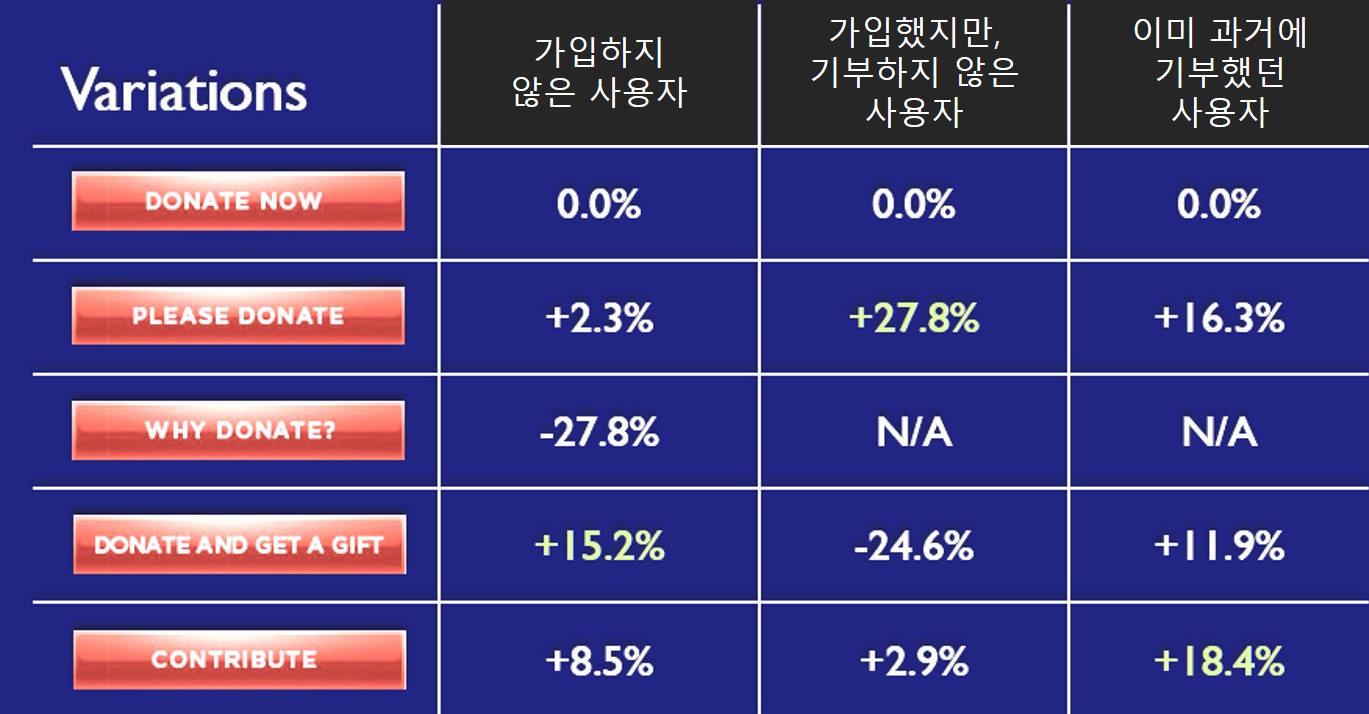 Variations
가입하지
않은 사용자
가입했지만,
기부하지 않은
사용자
이미 과거에
기부했던
사용자
DONATE NOW
0.0%
0.0%
0.0%
PLEASE DONATE
+2.3%
+27.8%
+16.3%
WHY DONATE?
-27.8%
N/A
N/A
DONATE AND GET A GIFT
+15.2%
-24.6%
+11.9%
CONTRIBUTE
+8.5%
+2.9%
+18.4%